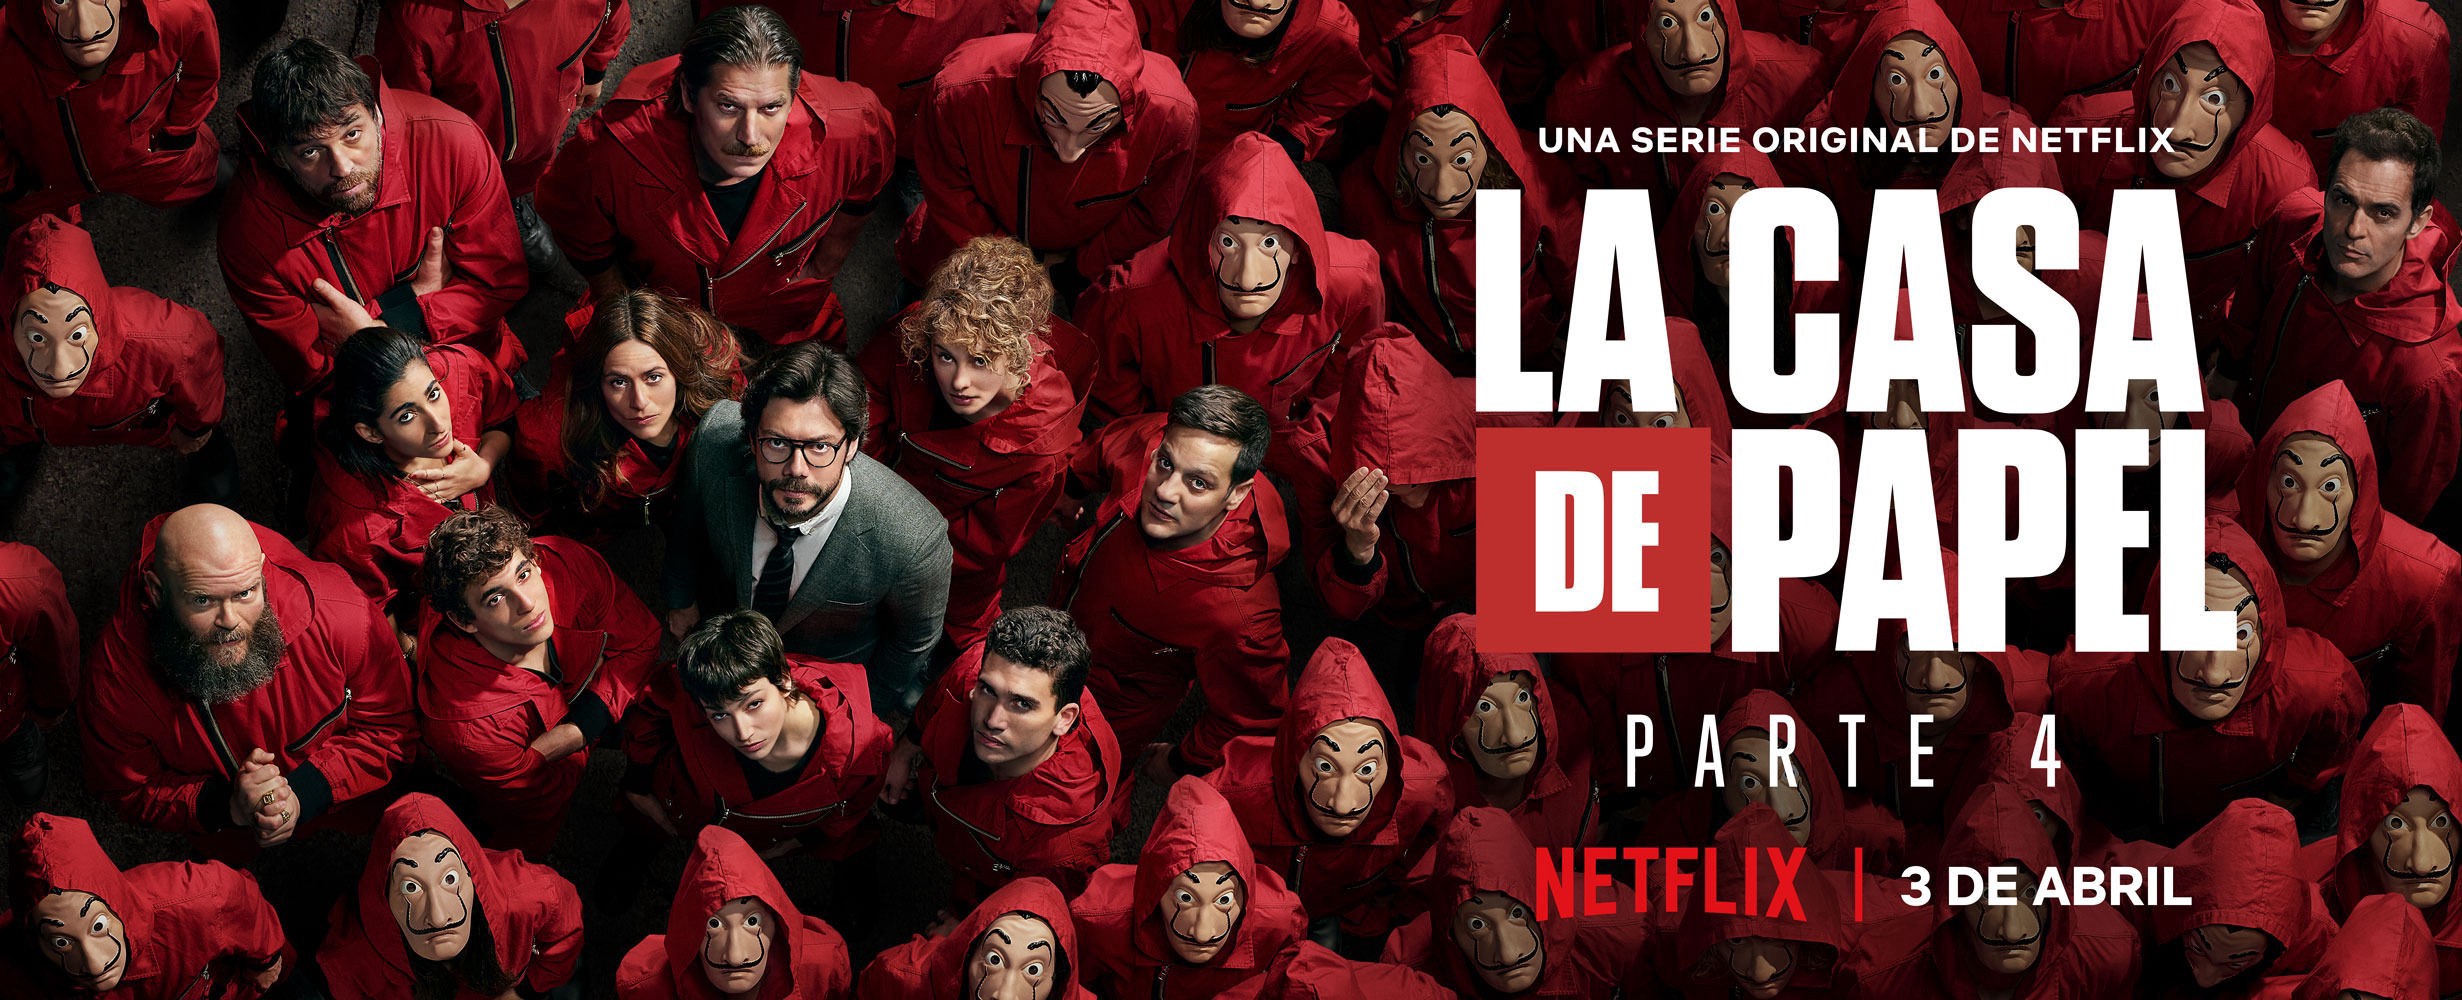 UNA SERIE ORIGINAL DE NETFLIX
LA CASA
DE PAPEL
PARTE 4
NETFLIX | 3 DE ABRIL